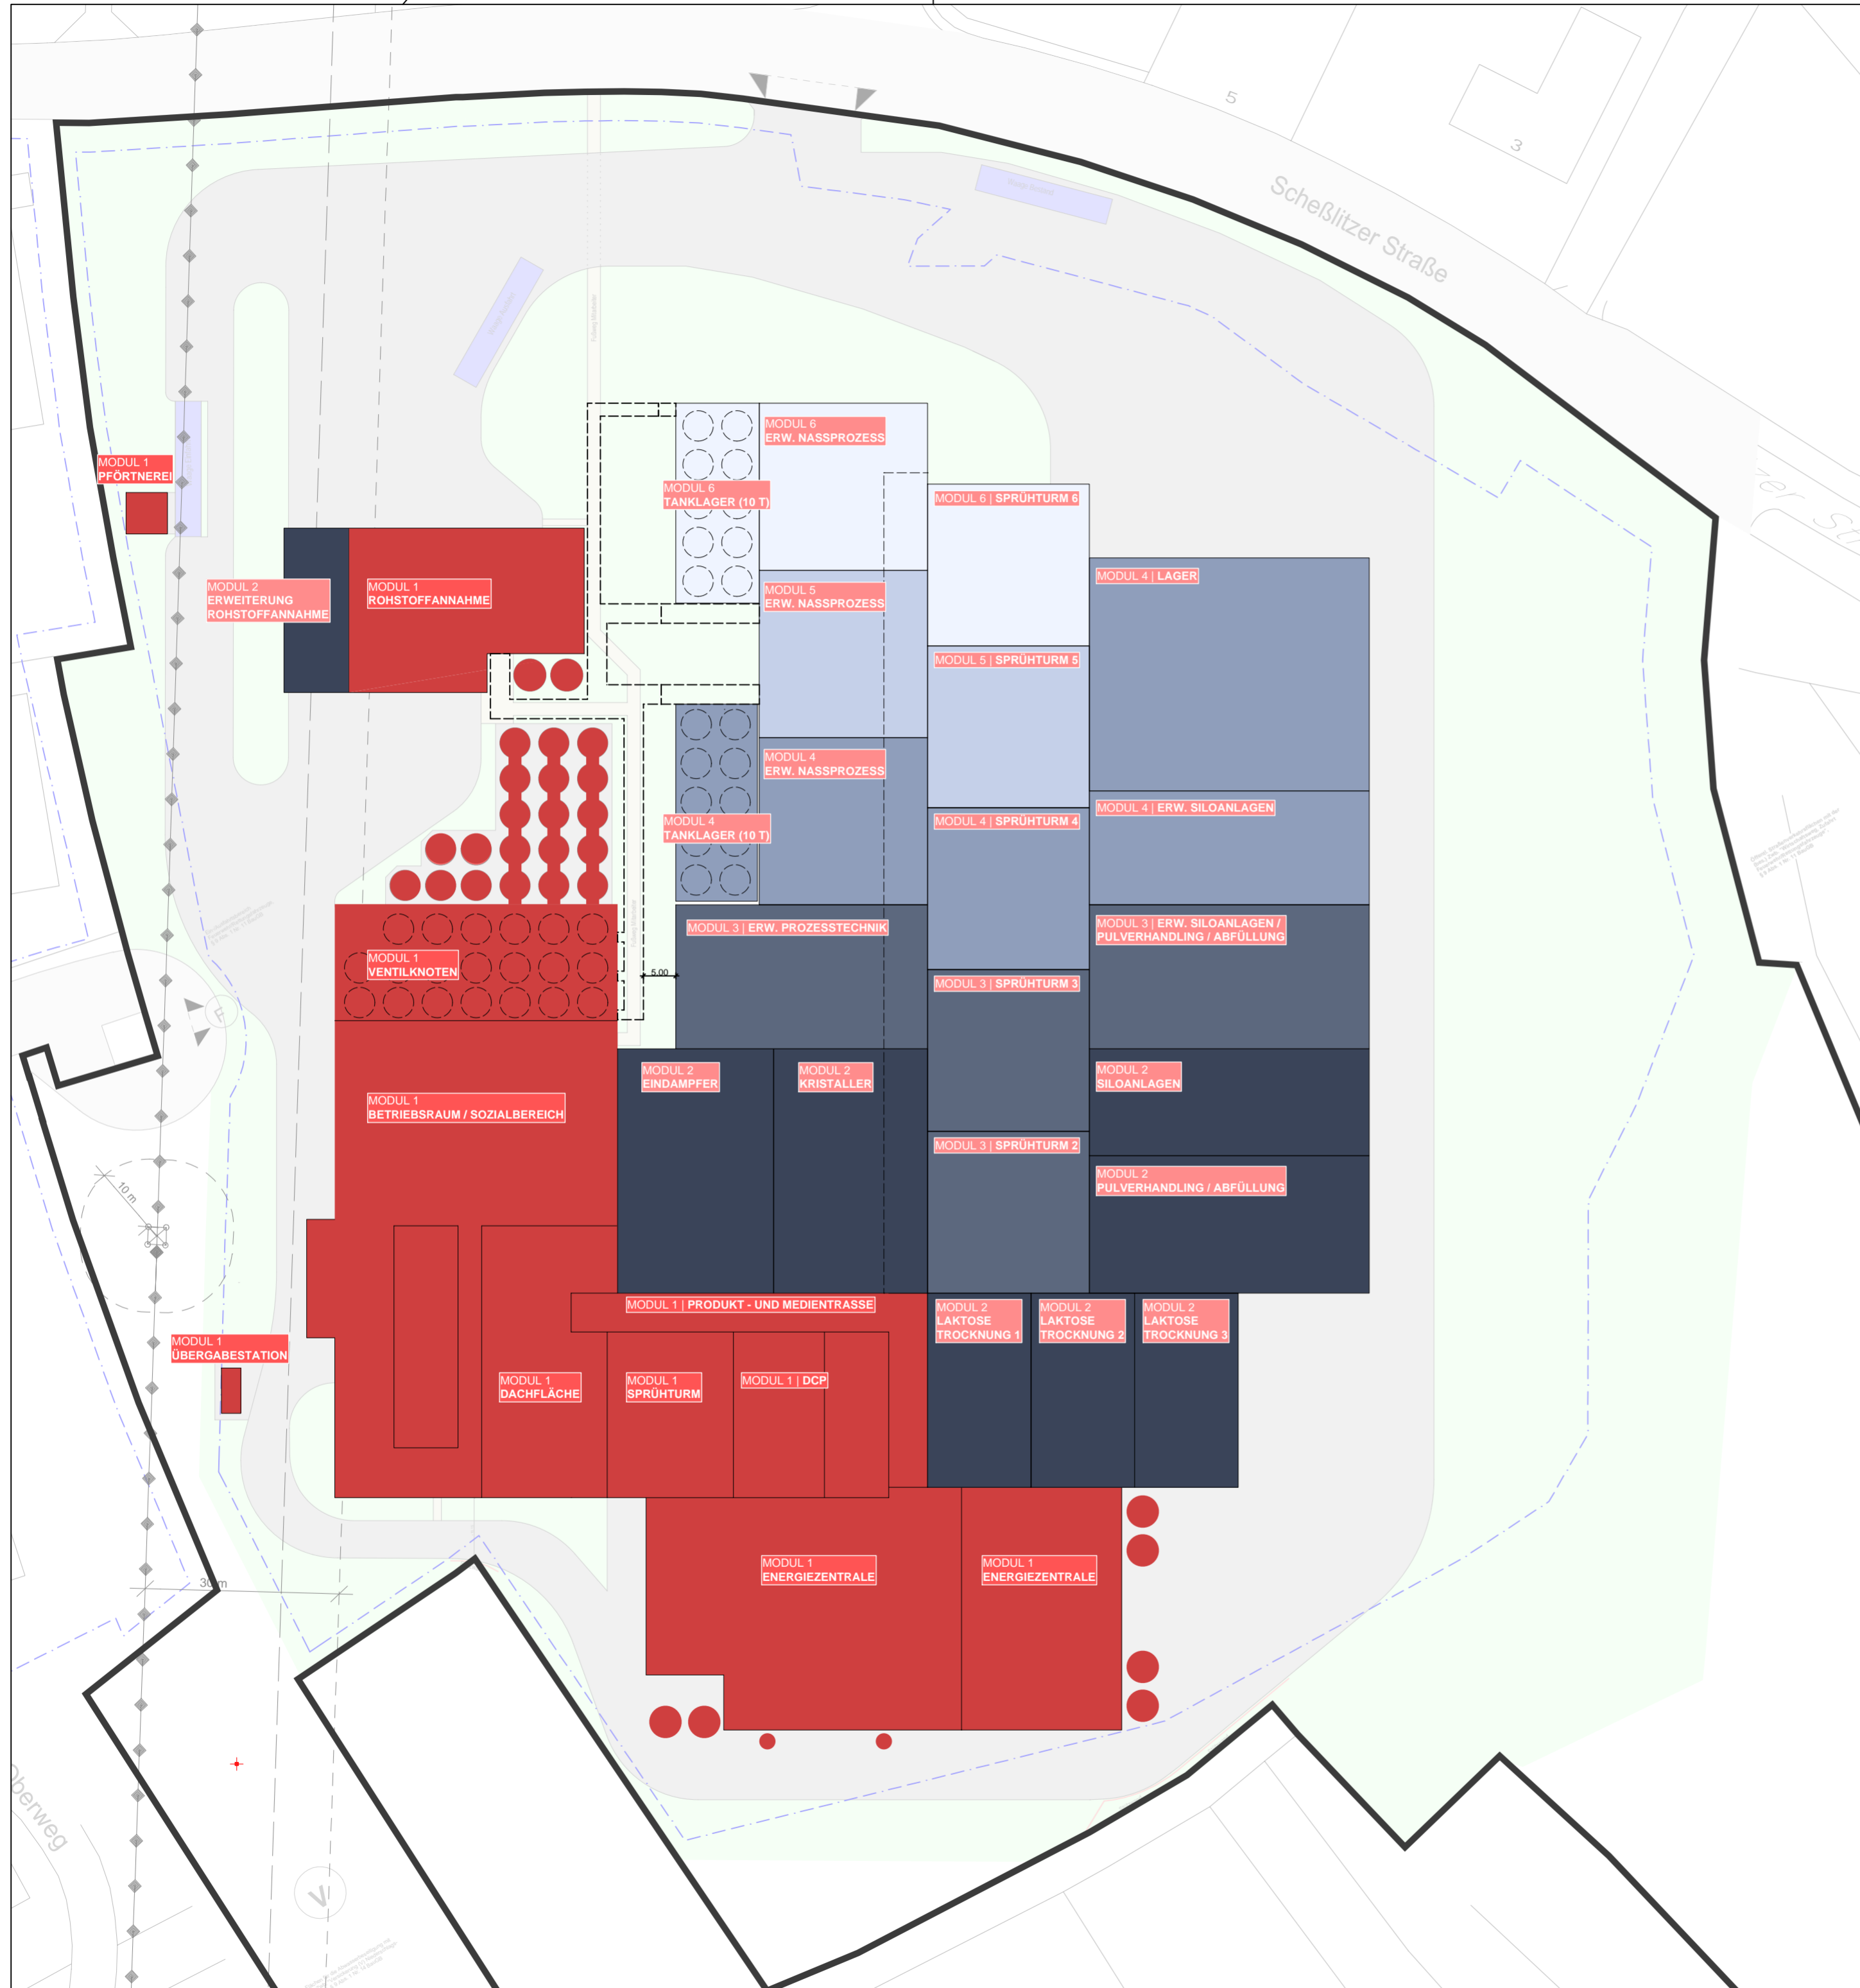 5
3
Scheßlitzer Straße
MODUL 6
ERW. NASSPROZESS
MODUL 1
PFÖRTNEREI
MODUL 6
TANKLAGER (10 T)
MODUL 6 | SPRÜHTURM 6
MODUL 4 | LAGER
MODUL 2
ERWEITERUNG
ROHSTOFFANNAHME
MODUL 1
ROHSTOFFANNAHME
MODUL 5
ERW. NASSPROZESS
MODUL 5 | SPRÜHTURM 5
MODUL 4
ERW. NASSPROZESS
MODUL 4 | ERW. SILOANLAGEN
MODUL 4
TANKLAGER (10 T)
MODUL 4 | SPRÜHTURM 4
MODUL 3 | ERW. PROZESSTECHNIK
MODUL 3 | ERW. SILOANLAGEN /
PULVERHANDLING / ABFÜLLUNG
MODUL 1
VENTILKNOTEN
5.00
MODUL 3 | SPRÜHTURM 3
F
MODUL 2
EINDAMPFER
MODUL 2
KRISTALLER
MODUL 2
SILOANLAGEN
MODUL 1
BETRIEBSRAUM / SOZIALBEREICH
MODUL 3 | SPRÜHTURM 2
MODUL 2
PULVERHANDLING / ABFÜLLUNG
10 m
MODUL 1 | PRODUKT - UND MEDIENTRASSE
MODUL 2
LAKTOSE
TROCKNUNG 1
MODUL 2
LAKTOSE
TROCKNUNG 2
MODUL 2
LAKTOSE
TROCKNUNG 3
MODUL 1
ÜBERGABESTATION
MODUL 1
DACHFLÄCHE
MODUL 1
SPRÜHTURM
MODUL 1 | DCP
MODUL 1
ENERGIEZENTRALE
MODUL 1
ENERGIEZENTRALE
30 m
Oberweg
V